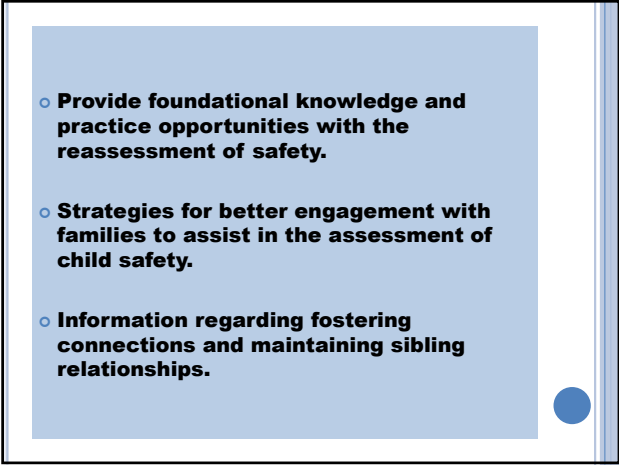 Provide foundational knowledge and
practice opportunities with the
reassessment of safety.
Strategies for better engagement with
families to assist in the assessment of
child safety.
Information regarding fostering
connections and maintaining sibling
relationships.